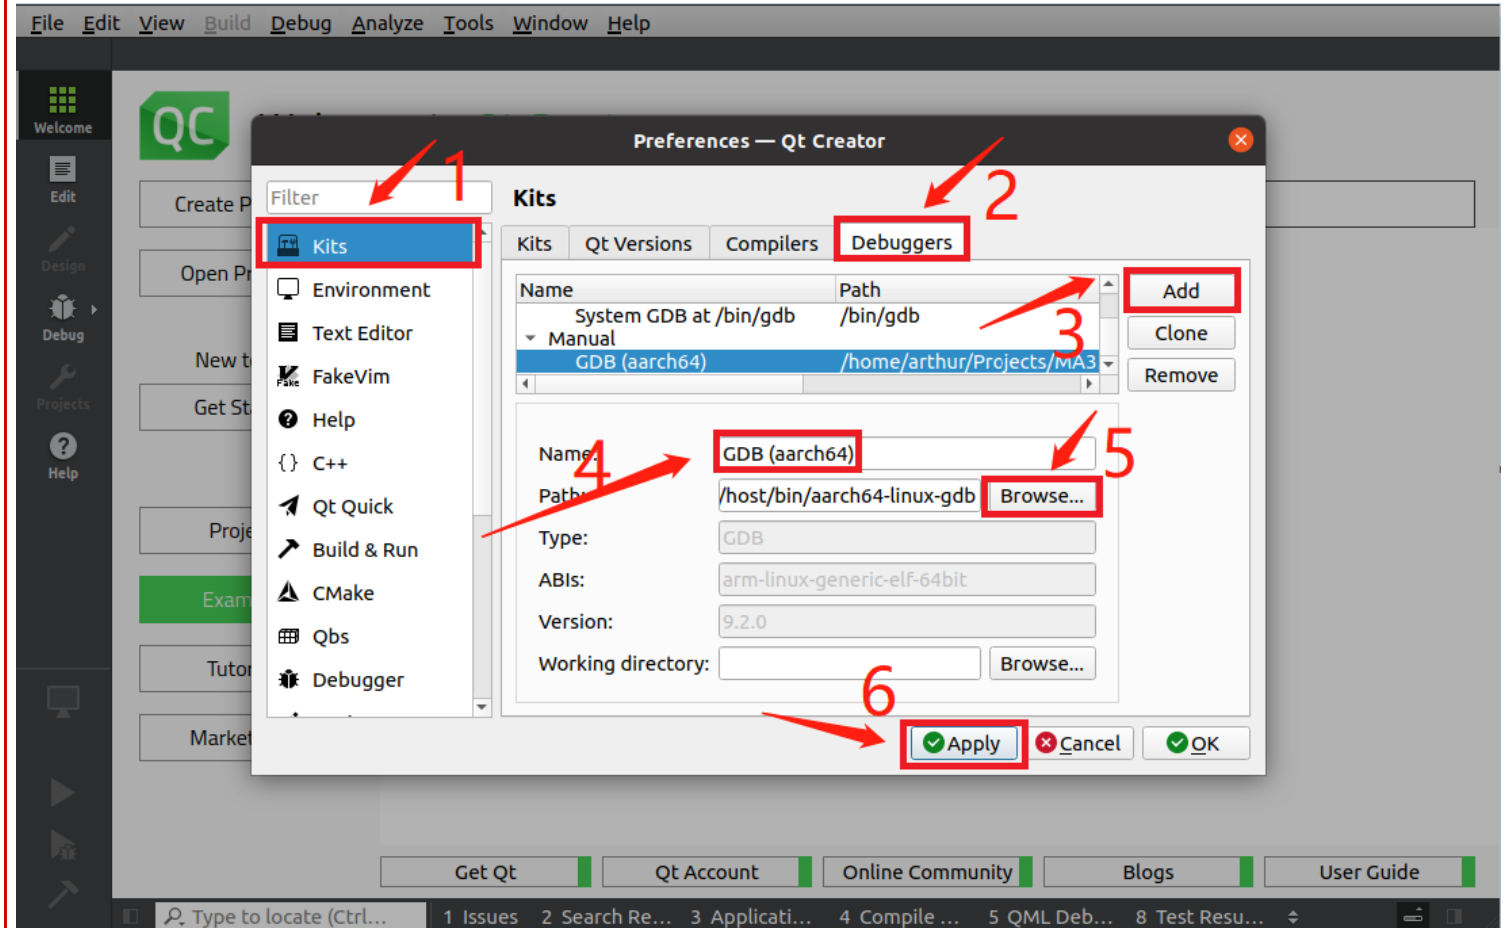 File Edit View Build Debug Analyze Tools Window Help
QC
Welcome
Edit
Design
Debug
Projects
Help
Create P
Open Pr
New t
Get St
Proje
Exam
Tutor
Market
Preferences — Qt Creator
1
2
Filter
Kits
Environment
Text Editor
FakeVim
Help
{} C++
Qt Quick
Build & Run
CMake
Qbs
Debugger
Kits
Kits Qt Versions Compilers Debuggers
Name Path
System GDB at /bin/gdb /bin/gdb
Manual
GDB (aarch64) /home/arthur/Projects/MA3
3
Add
Clone
Remove
4
5
Name: GDB (aarch64)
Path: /host/bin/aarch64-linux-gdb Browse...
Type: GDB
ABIs: arm-linux-generic-elf-64bit
Version: 9.2.0
Working directory: Browse...
6
Apply Cancel OK
Get Qt Qt Account Online Community Blogs User Guide
Type to locate (Ctrl... 1 Issues 2 Search Re... 3 Applicati... 4 Compile ... 5 QML Deb... 8 Test Resu...